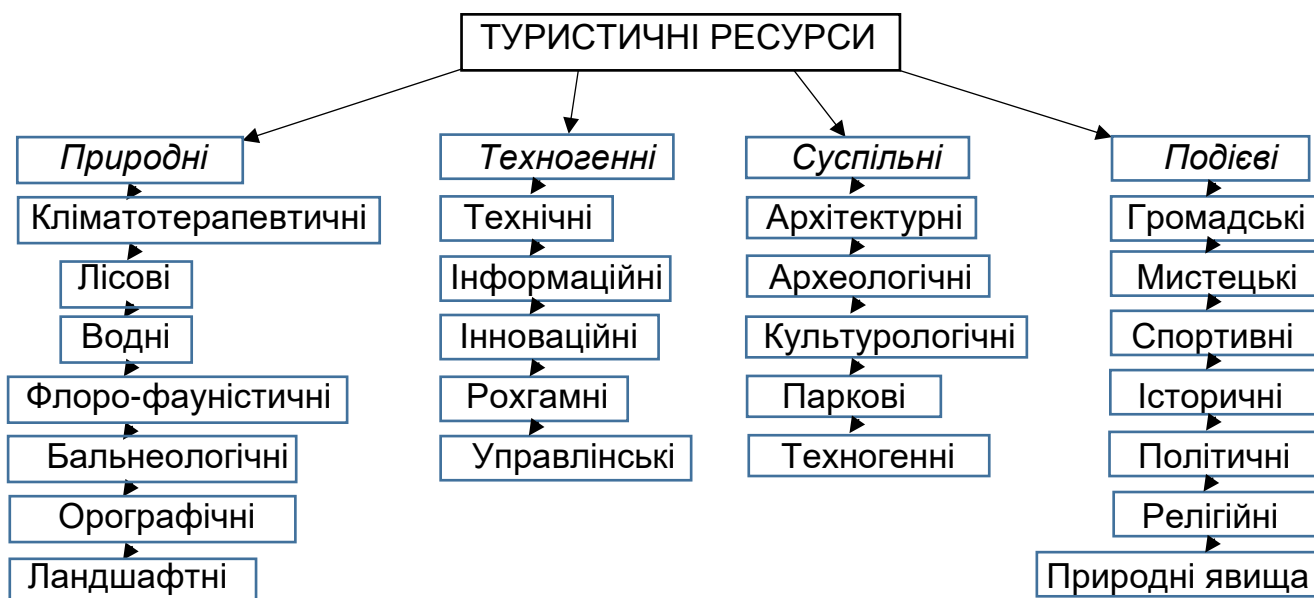 ТУРИСТИЧНІ РЕСУРСИ
Природні
Кліматотерапевтичні
Лісові
Водні
Флоро-фауністичні
Бальнеологічні
Орографічні
Ландшафтні
Техногенні
Технічні
Інформаційні
Інноваційні
Рохгамні
Управлінські
Суспільні
Архітектурні
Археологічні
Культурологічні
Паркові
Техногенні
Подієві
Громадські
Мистецькі
Спортивні
Історичні
Політичні
Релігійні
Природні явища